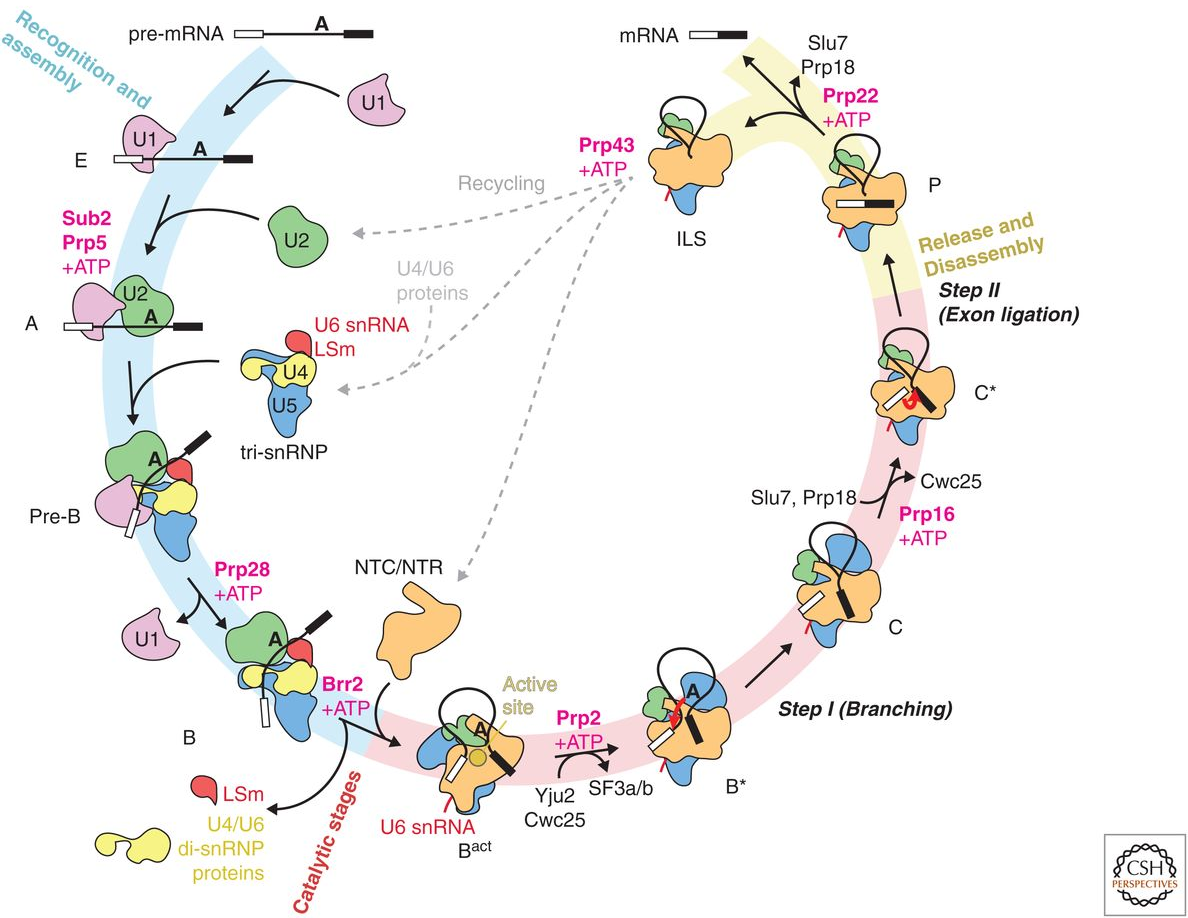 Recognition and
assembly
pre-mRNA
A
U1
U1
E
A
Sub2
Prp5
+ATP
U2
A
U2
A
U6 snRNA
LSm
U4
U5
tri-snRNP
Recycling
U4/U6
proteins
Pre-B
A
Prp28
+ATP
U1
A
B
NTC/NTR
Brr2
+ATP
LSm
U4/U6
di-snRNP
proteins
Catalytic stages
Active
site
A
U6 snRNA
Bact
Prp2
+ATP
Yju2
Cwc25
SF3a/b
A
B*
Step I (Branching)
C
Slu7, Prp18
Cwc25
Prp16
+ATP
C*
Step II
(Exon ligation)
Release and
Disassembly
P
Prp22
+ATP
Slu7
Prp18
mRNA
Prp43
+ATP
ILS
CSH
PERSPECTIVES